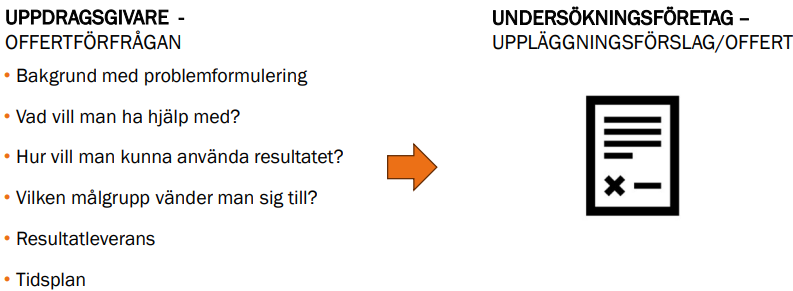 UPPDRAGSGIVARE -
OFFERTFÖRFRÅGAN
• Bakgrund med problemformulering
• Vad vill man ha hjälp med?
• Hur vill man kunna använda resultatet?
• Vilken målgrupp vänder man sig till?
• Resultatleverans
• Tidsplan
UNDERSÖKNINGSFÖRETAG –
UPPLÄGGNINGSFÖRSLAG/OFFERT